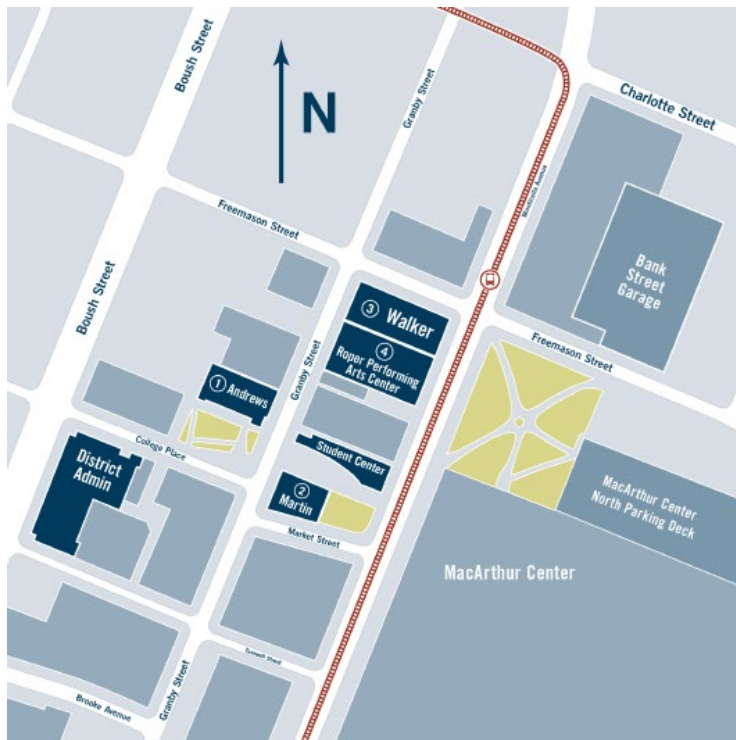 Boush Street
Granby Street
Charlotte Street
N
Monticello Avenue
Freemason Street
Bank
Street
Garage
Boush Street
3 Walker
4
Roper Performing
Arts Center
Freemason Street
Granby Street
1 Andrews
College Place
Student Center
District
Admin
2
Martin
MacArthur Center
North Parking Deck
Market Street
MacArthur Center
Tazewell Street
Granby Street
Brooke Avenue